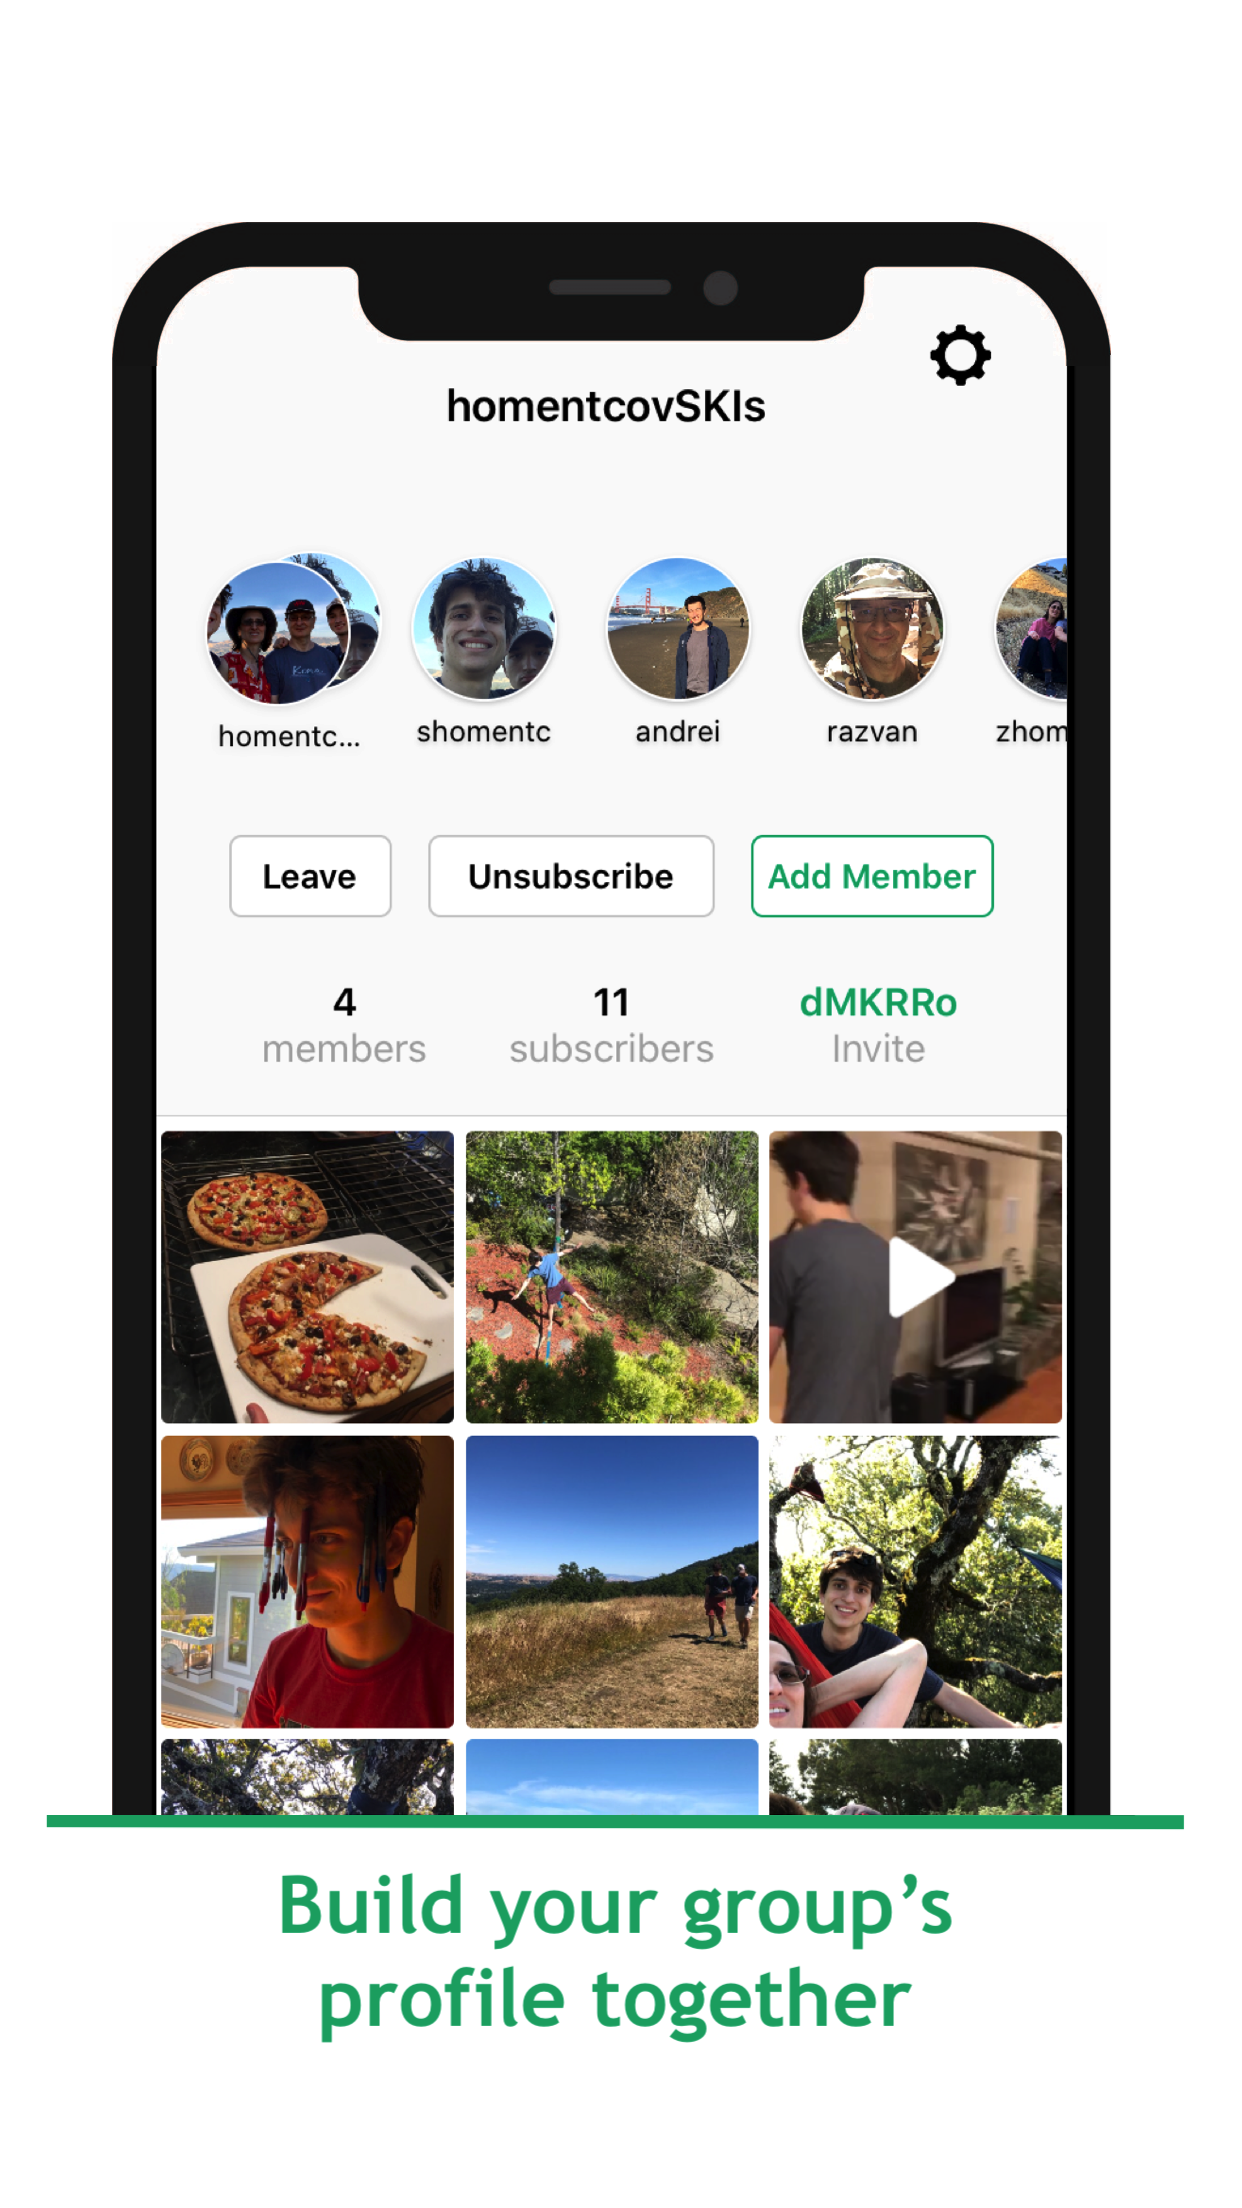 homentcovSKIs
homentc...
shomentc
andrei
razvan
zhom
Leave
Unsubscribe
Add Member
4
members
11
subscribers
dMKRRo
Invite
Build your group’s
profile together